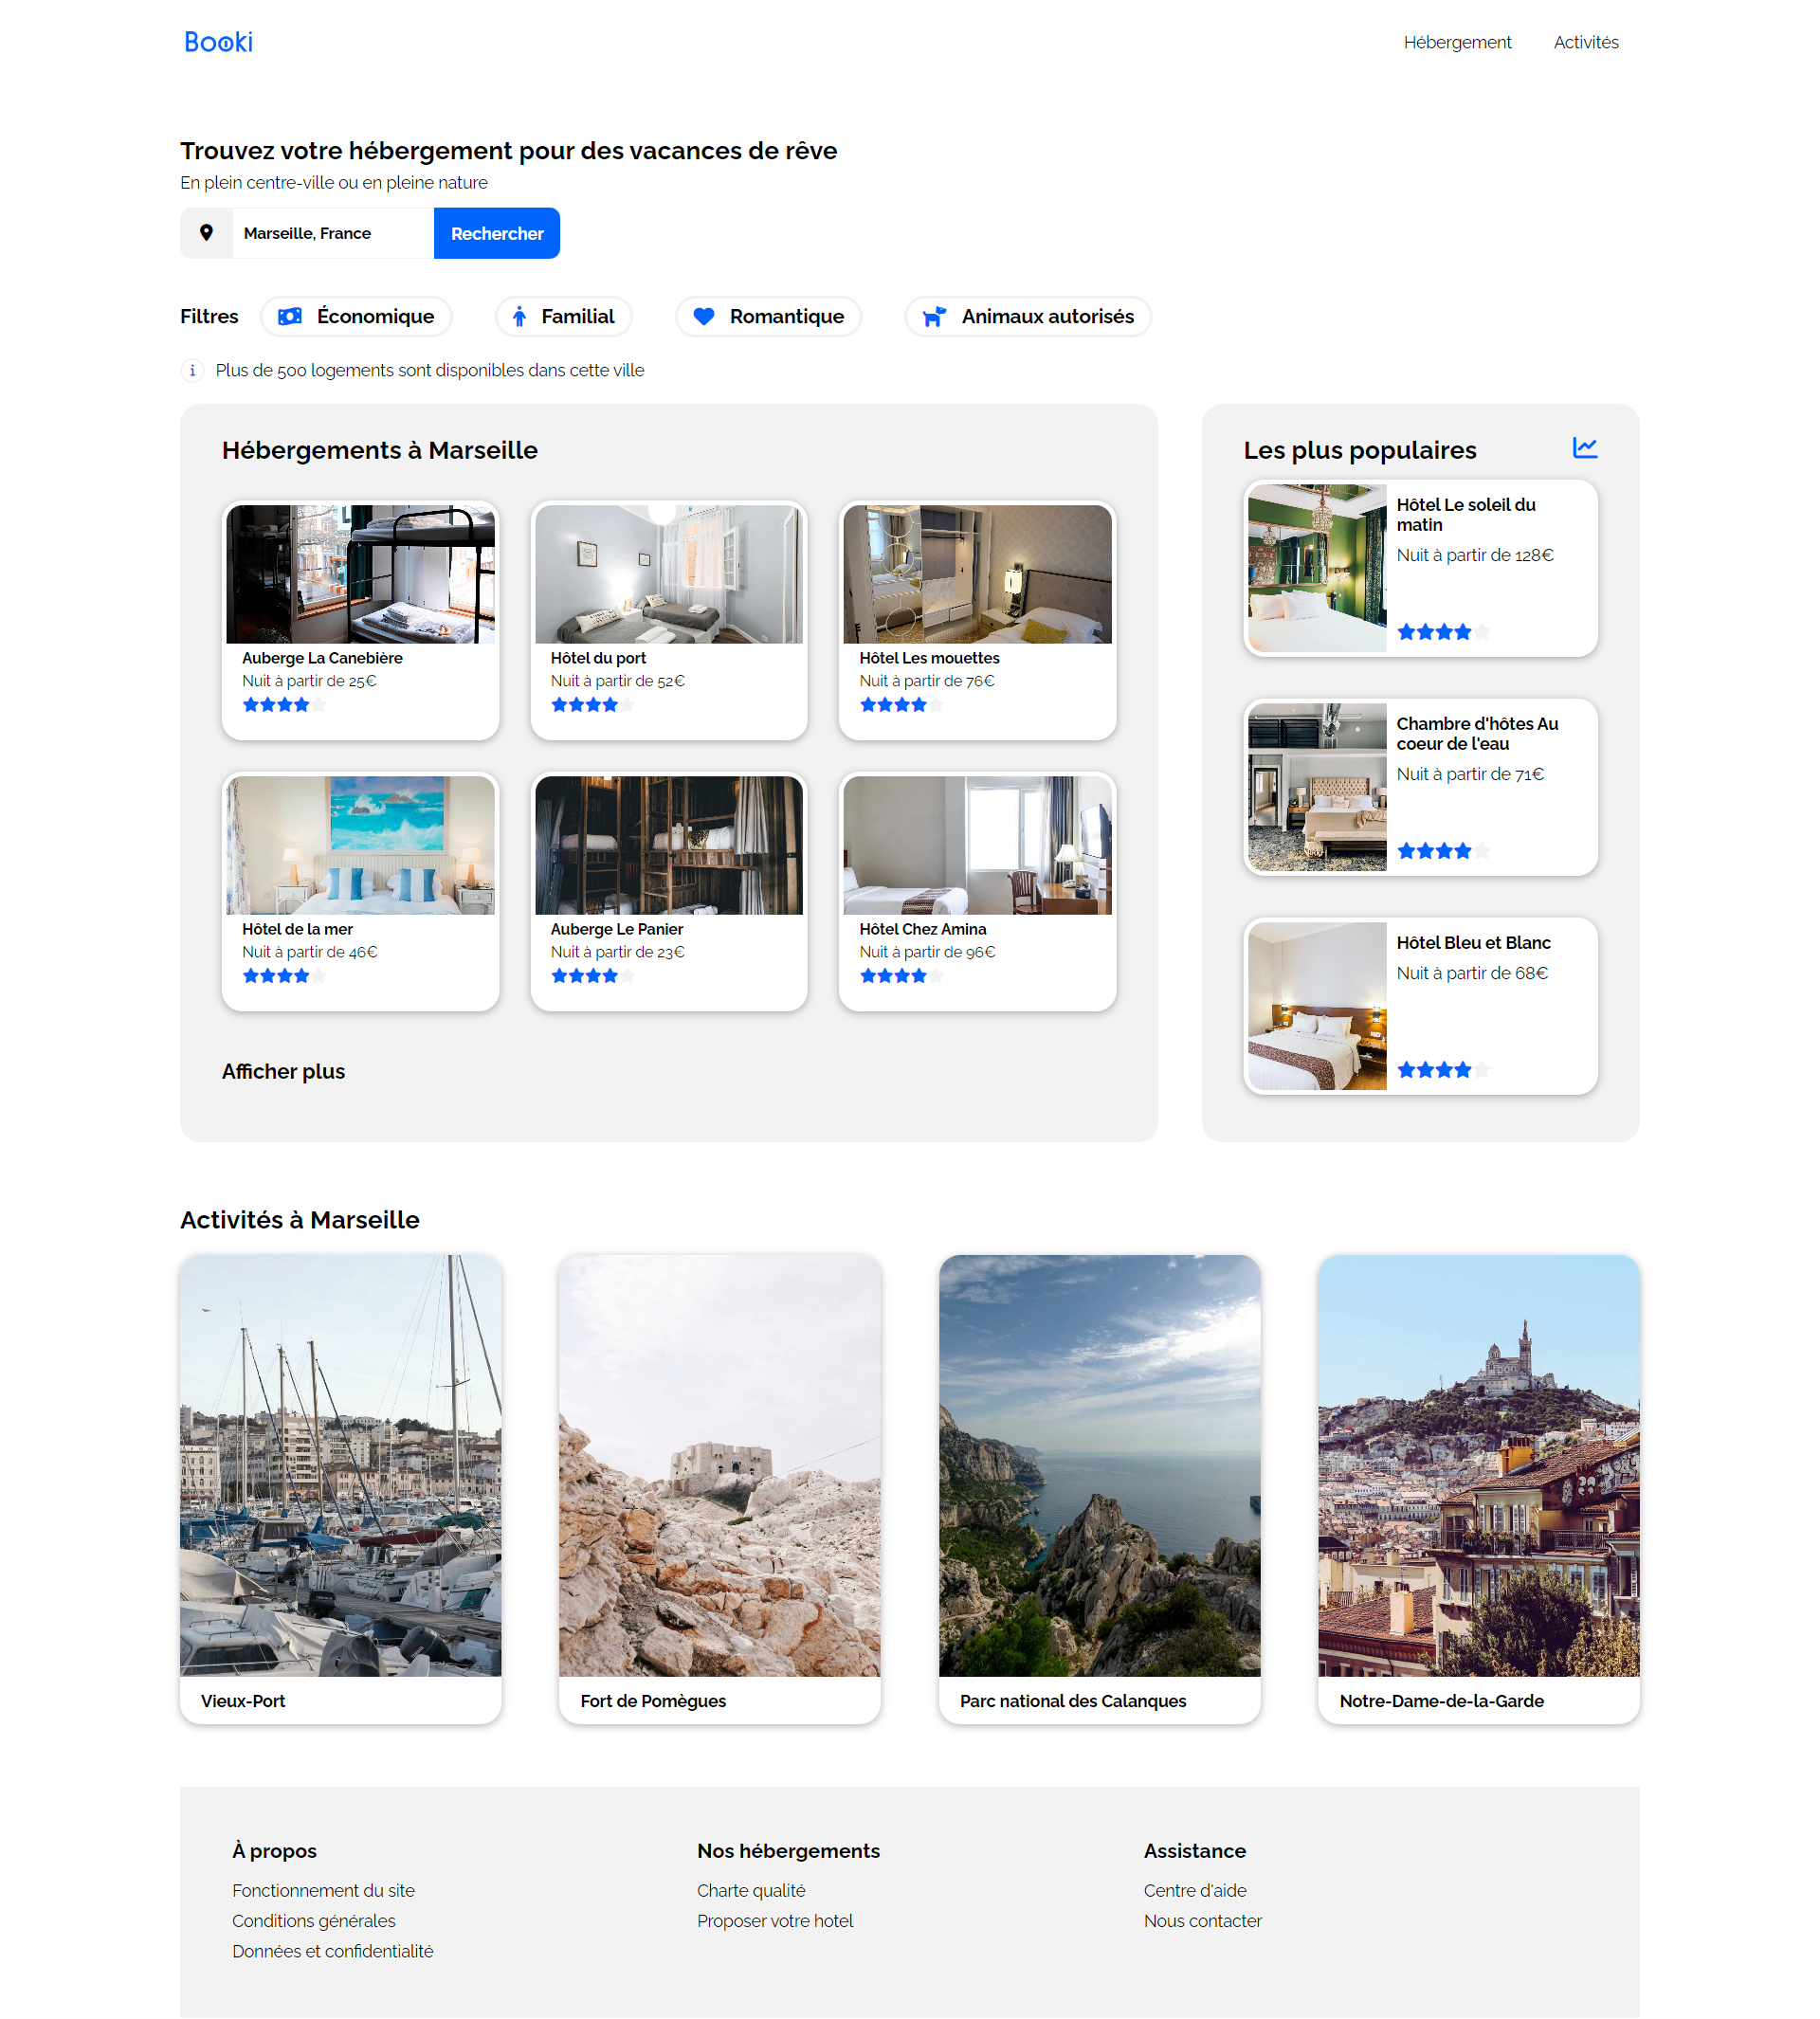 Booki
Hébergement
Activités
Trouvez votre hébergement pour des vacances de rêve
En plein centre-ville ou en pleine nature
Marseille, France
Rechercher
Filtres
Économique
Familial
Romantique
Animaux autorisés
Plus de 500 logements sont disponibles dans cette ville
Hébergements à Marseille
Auberge La Canebière
Nuit à partir de 25€
Hôtel du port
Nuit à partir de 52€
Hôtel Les mouettes
Nuit à partir de 76€
Hôtel de la mer
Nuit à partir de 46€
Auberge Le Panier
Nuit à partir de 23€
Hôtel Chez Amina
Nuit à partir de 96€
Afficher plus
Les plus populaires
Hôtel Le soleil du
matin
Nuit à partir de 128€
Chambre d'hôtes Au
coeur de l'eau
Nuit à partir de 71€
Hôtel Bleu et Blanc
Nuit à partir de 68€
Activités à Marseille
Vieux-Port
Fort de Pomègues
Parc national des Calanques
Notre-Dame-de-la-Garde
À propos
Fonctionnement du site
Conditions générales
Données et confidentialité
Nos hébergements
Charte qualité
Proposer votre hotel
Assistance
Centre d'aide
Nous contacter